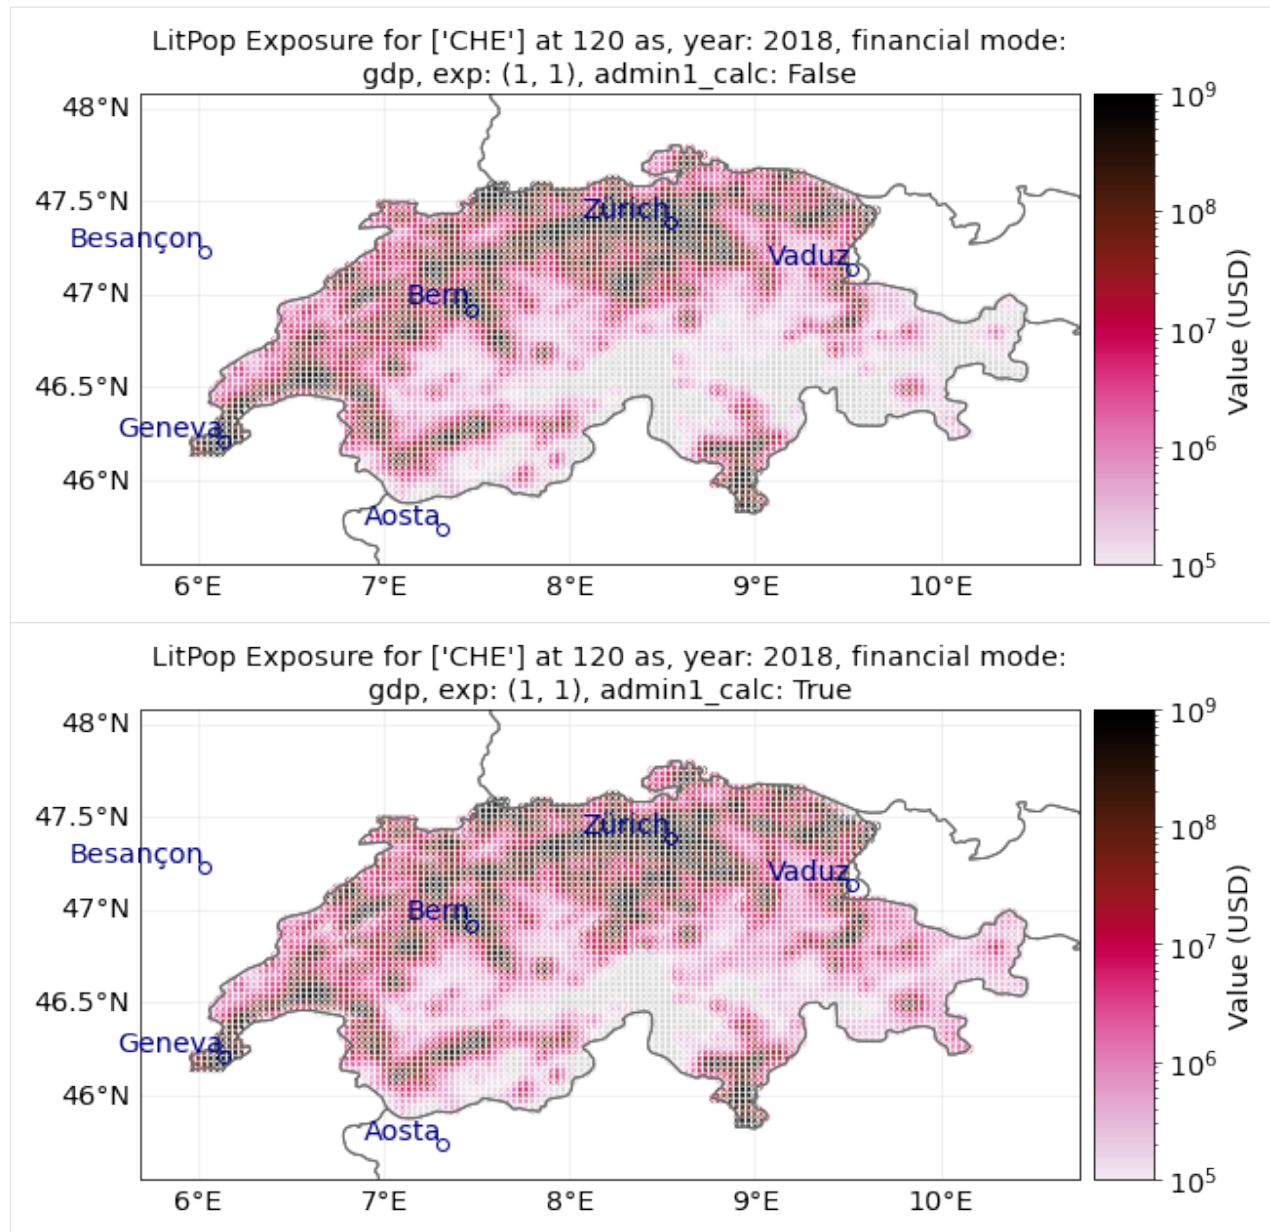 LitPop Exposure for ['CHE'] at 120 as, year: 2018, financial mode:
gdp, exp: (1, 1), admin1_calc: False
48°N
47.5°N
47°N
46.5°N
46°N
Besançon
Zürich
Vaduz
Bern
Geneva
Aosta
6°E
7°E
8°E
9°E
10°E
10⁹
10⁸
10⁷
10⁶
10⁵
Value (USD)
LitPop Exposure for ['CHE'] at 120 as, year: 2018, financial mode:
gdp, exp: (1, 1), admin1_calc: True
48°N
47.5°N
47°N
46.5°N
46°N
Besançon
Zürich
Vaduz
Bern
Geneva
Aosta
6°E
7°E
8°E
9°E
10°E
10⁹
10⁸
10⁷
10⁶
10⁵
Value (USD)